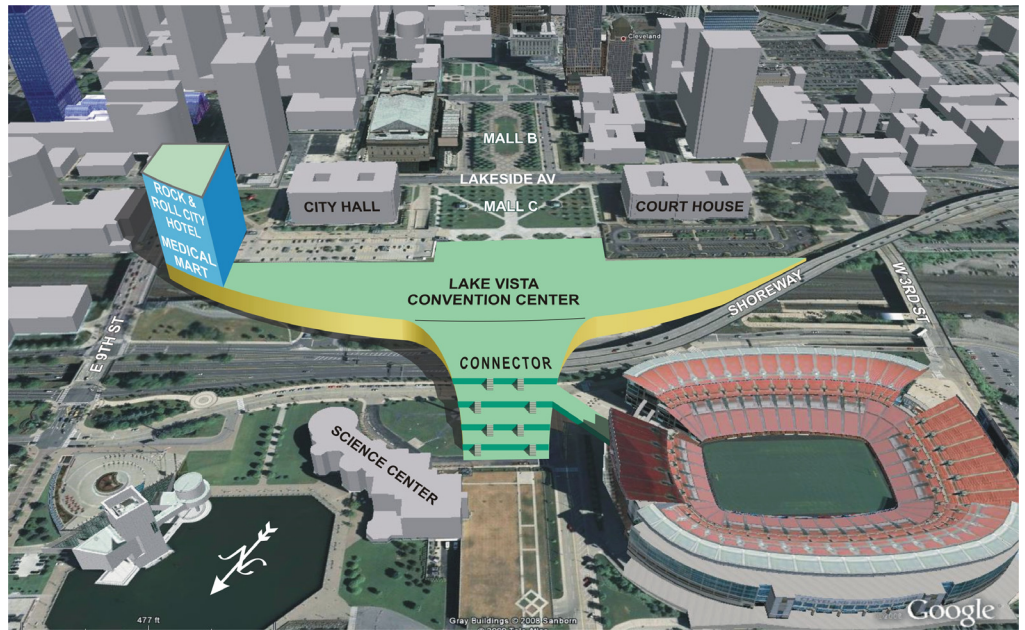 Cleveland
MALL B
LAKESIDE AV
MALL C
CITY HALL
COURT HOUSE
ROCK &
ROLL CITY
HOTEL
MEDICAL
MART
LAKE VISTA
CONVENTION CENTER
SHOREWAY
W 3RD ST
E 9TH ST
CONNECTOR
SCIENCE CENTER
N
477 ft
Gray Buildings © 2008 Sanborn
Google